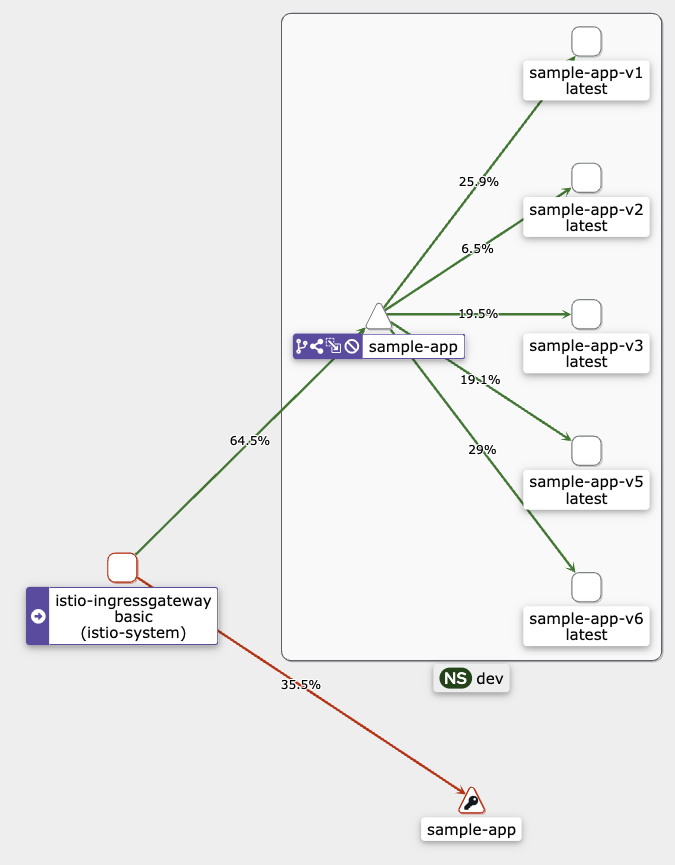 sample-app-v1
latest
25.9%
sample-app-v2
latest
6.5%
19.5%
sample-app-v3
latest
sample-app
19.1%
64.5%
29%
sample-app-v5
latest
istio-ingressgateway
basic
(istio-system)
sample-app-v6
latest
NS dev
35.5%
sample-app